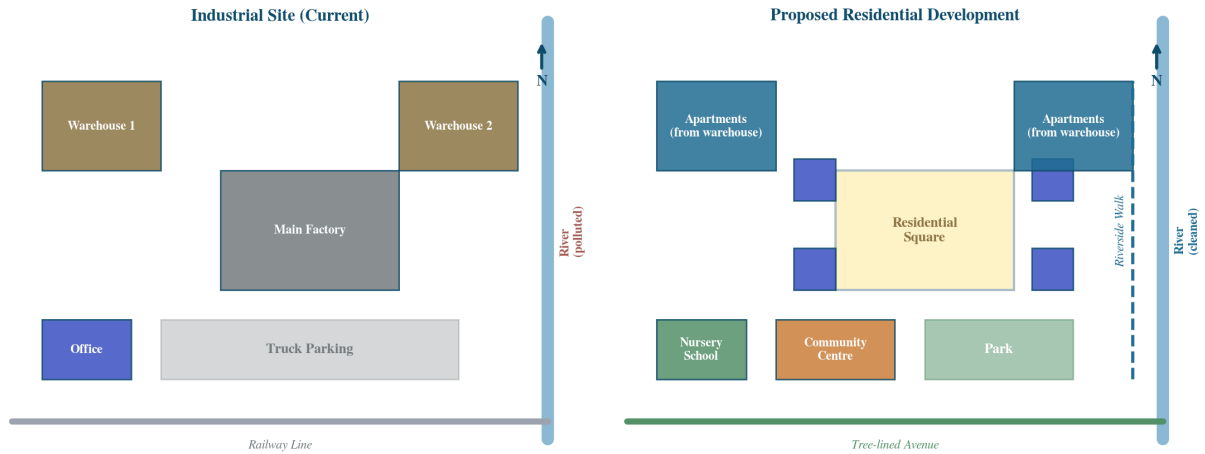 Industrial Site (Current)
N
Warehouse 1
Warehouse 2
Main Factory
River
(polluted)
Office
Truck Parking
Railway Line
Proposed Residential Development
N
Apartments
(from warehouse)
Apartments
(from warehouse)
Residential
Square
Riverside Walk
River
(cleaned)
Nursery
School
Community
Centre
Park
Tree-lined Avenue